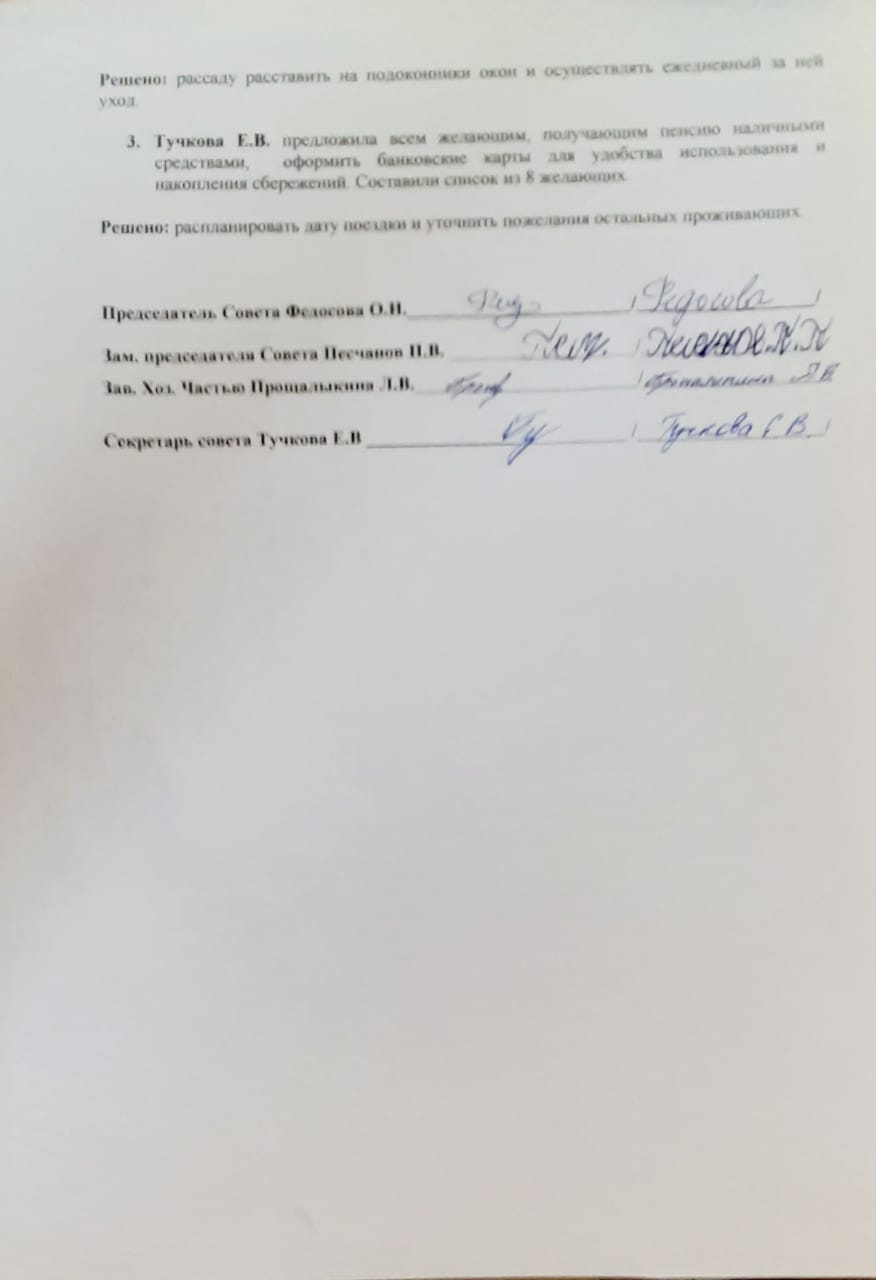 Решено: рассаду расставить на подоконники окон и осуществлять ежедневный за ней
уход.
3. Тучкова Е.В. предложила всем желающим, получающим пенсию наличными
средствами, оформить банковские карты для удобства использования и
накопления сбережений. Составили список из 8 желающих.
Решено: распланировать дату поездки и уточнить пожелания остальных проживающих.
Председатель Совета Федосова О.И. / Федосова /
Зам. председателя Совета Песчанов П.В. /
Зав. Хоз. Частью Прощалыкина Л.В. / Прощалыкина Л.В.
Секретарь совета Тучкова Е.В / Тучкова Е.В. /